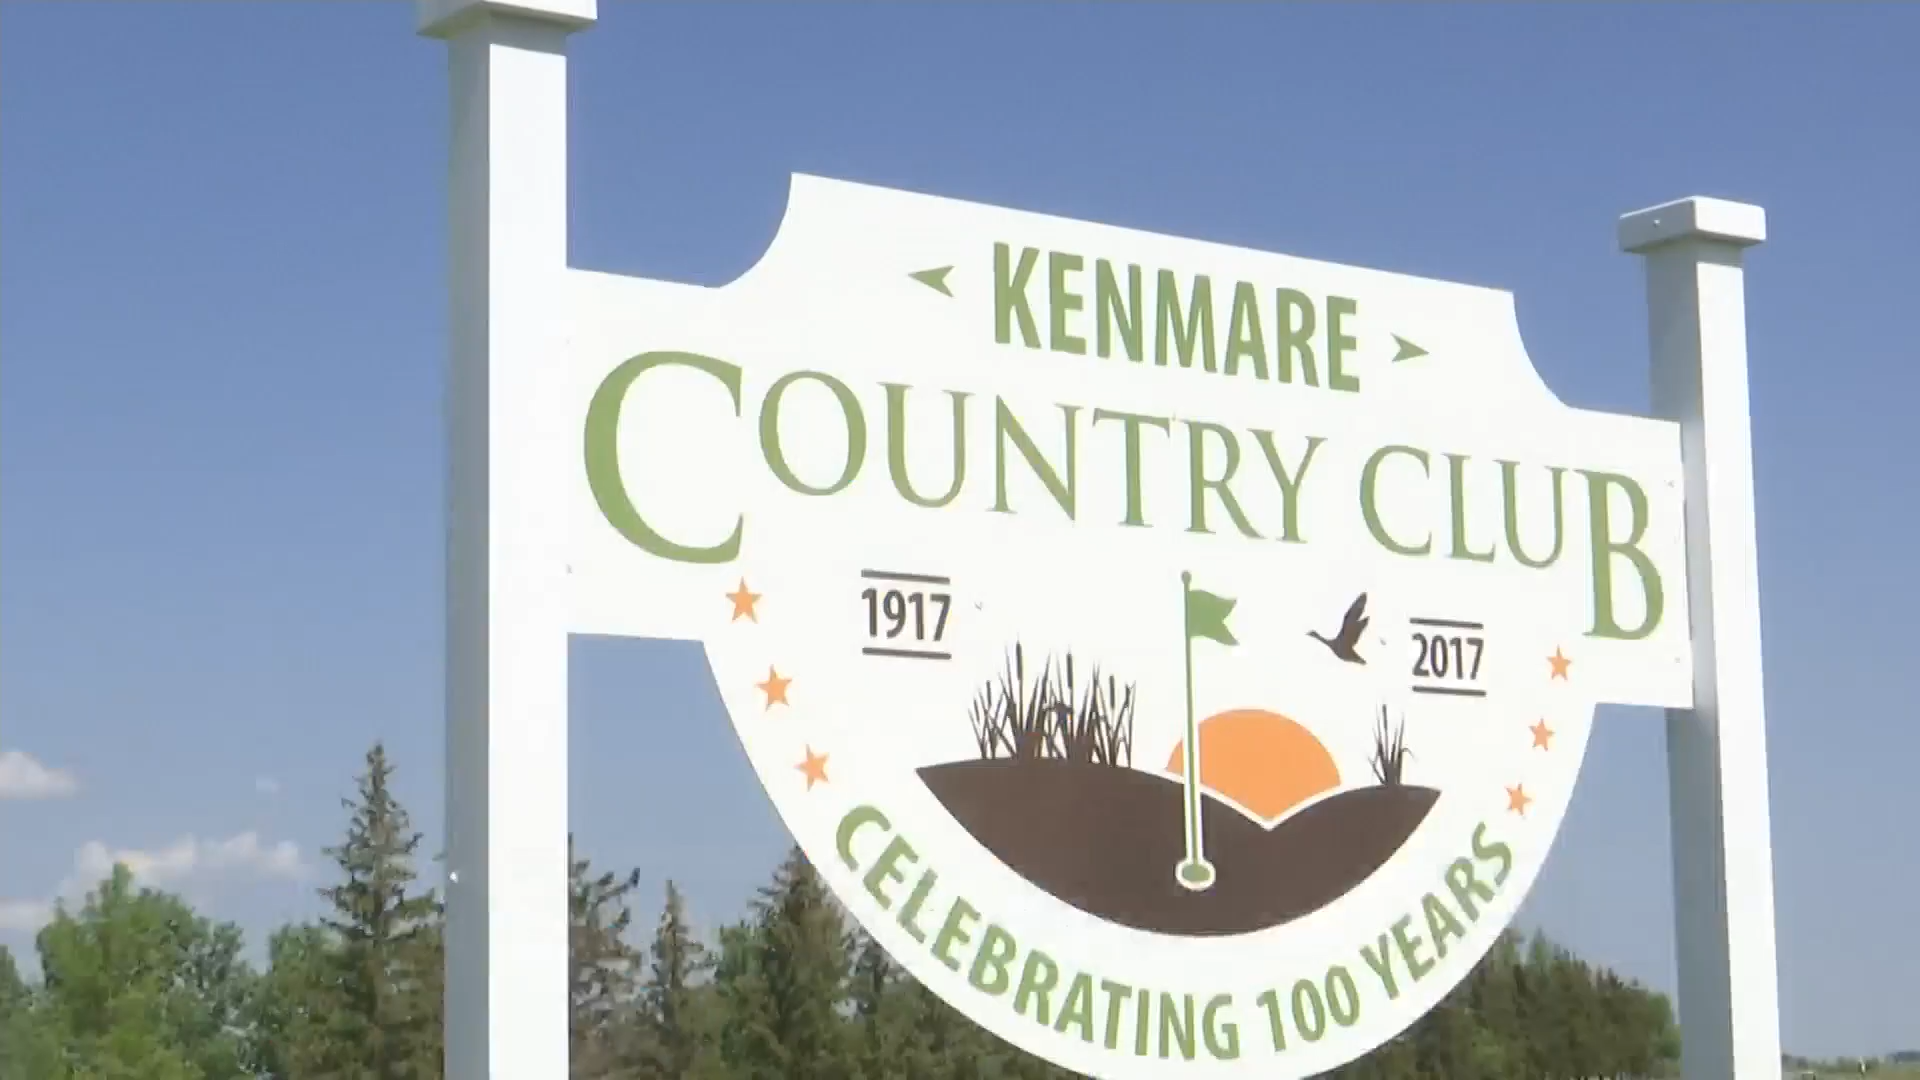 KENMARE
COUNTRY CLUB
1917
2017
CELEBRATING 100 YEARS